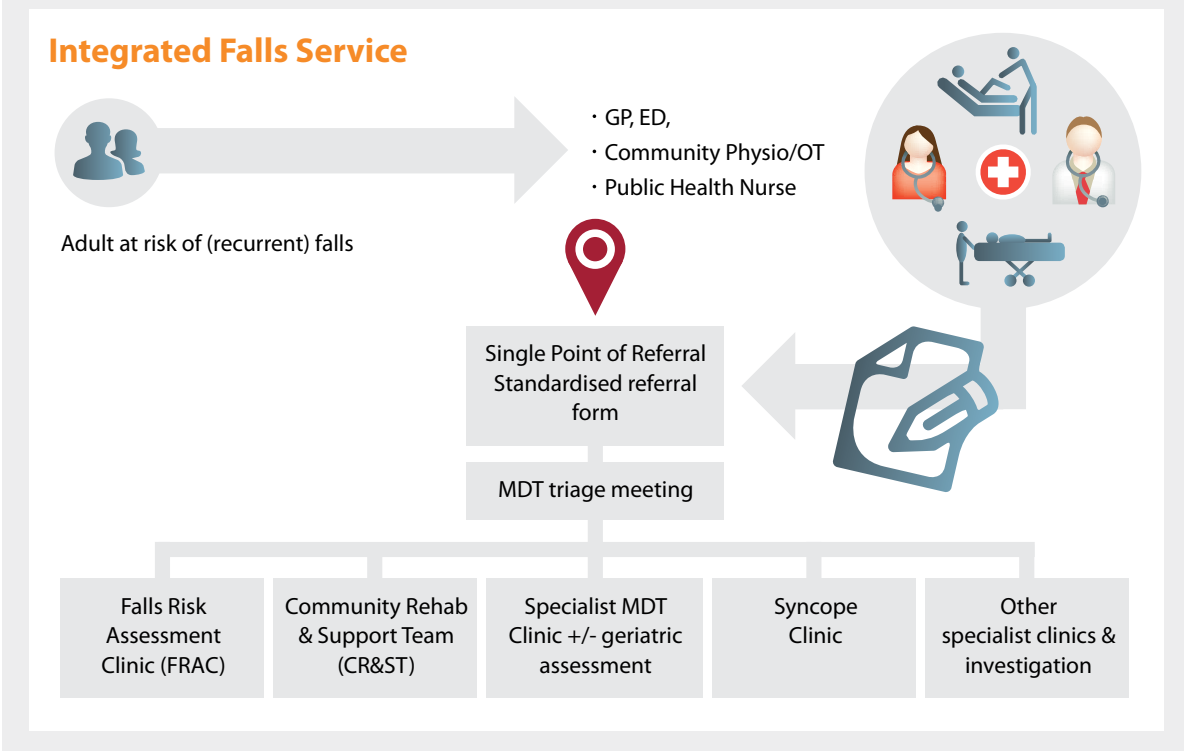 Integrated Falls Service
· GP, ED,
· Community Physio/OT
· Public Health Nurse
Adult at risk of (recurrent) falls
Single Point of Referral
Standardised referral
form
MDT triage meeting
Falls Risk
Assessment
Clinic (FRAC)
Community Rehab
& Support Team
(CR&ST)
Specialist MDT
Clinic +/- geriatric
assessment
Syncope
Clinic
Other
specialist clinics &
investigation